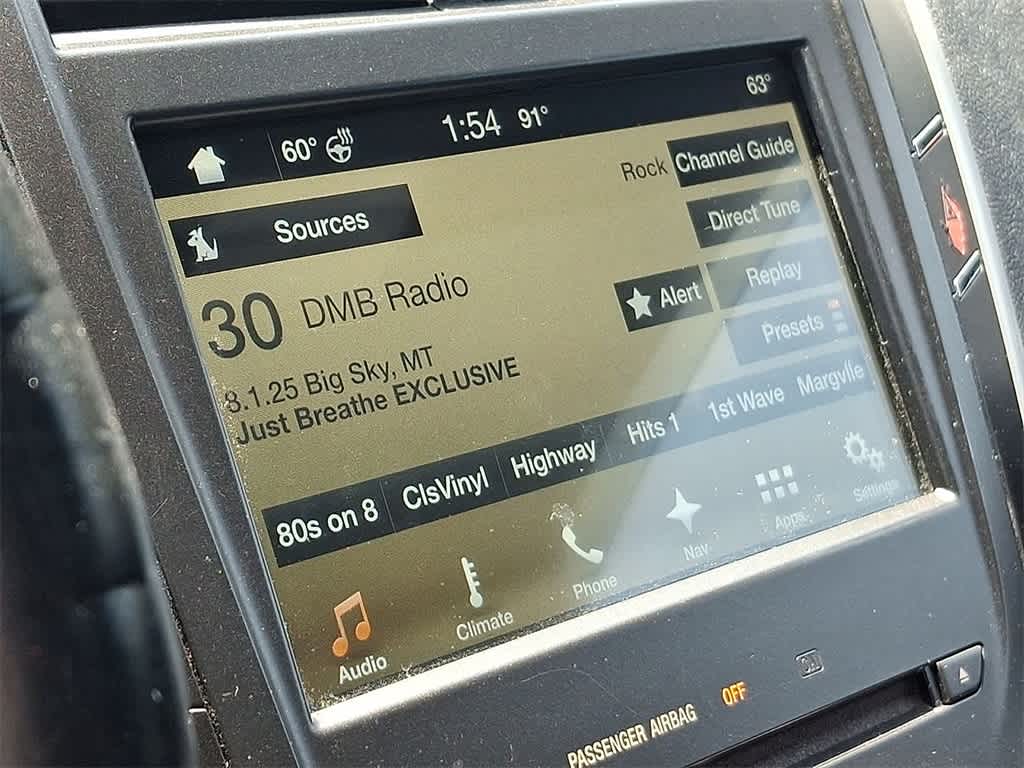 60° 1:54 91° 63°
Sources
Rock Channel Guide
Direct Tune
30 DMB Radio
Alert
Replay
Presets
8.1.25 Big Sky, MT
Just Breathe EXCLUSIVE
80s on 8 ClsVinyl Highway Hits 1 1st Wave Margvlle
Audio Climate Phone Nav Apps Settings
PASSENGER AIRBAG OFF